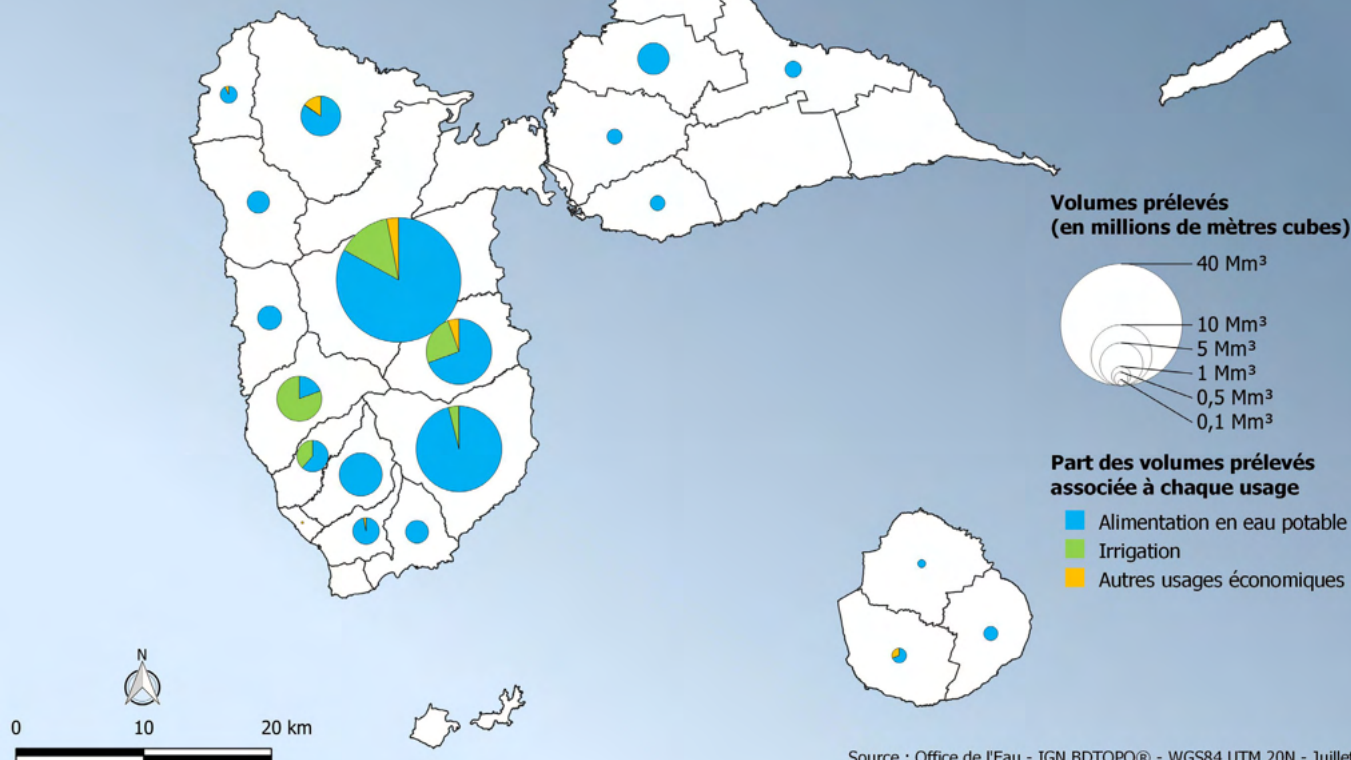 Volumes prélevés
(en millions de mètres cubes)
40 Mm³
10 Mm³
5 Mm³
1 Mm³
0,5 Mm³
0,1 Mm³
Part des volumes prélevés
associée à chaque usage
Alimentation en eau potable
Irrigation
Autres usages économiques
N
0 10 20 km
Source : Office de l'Eau - IGN BDTOPO® - WGS84 UTM 20N - Juillet